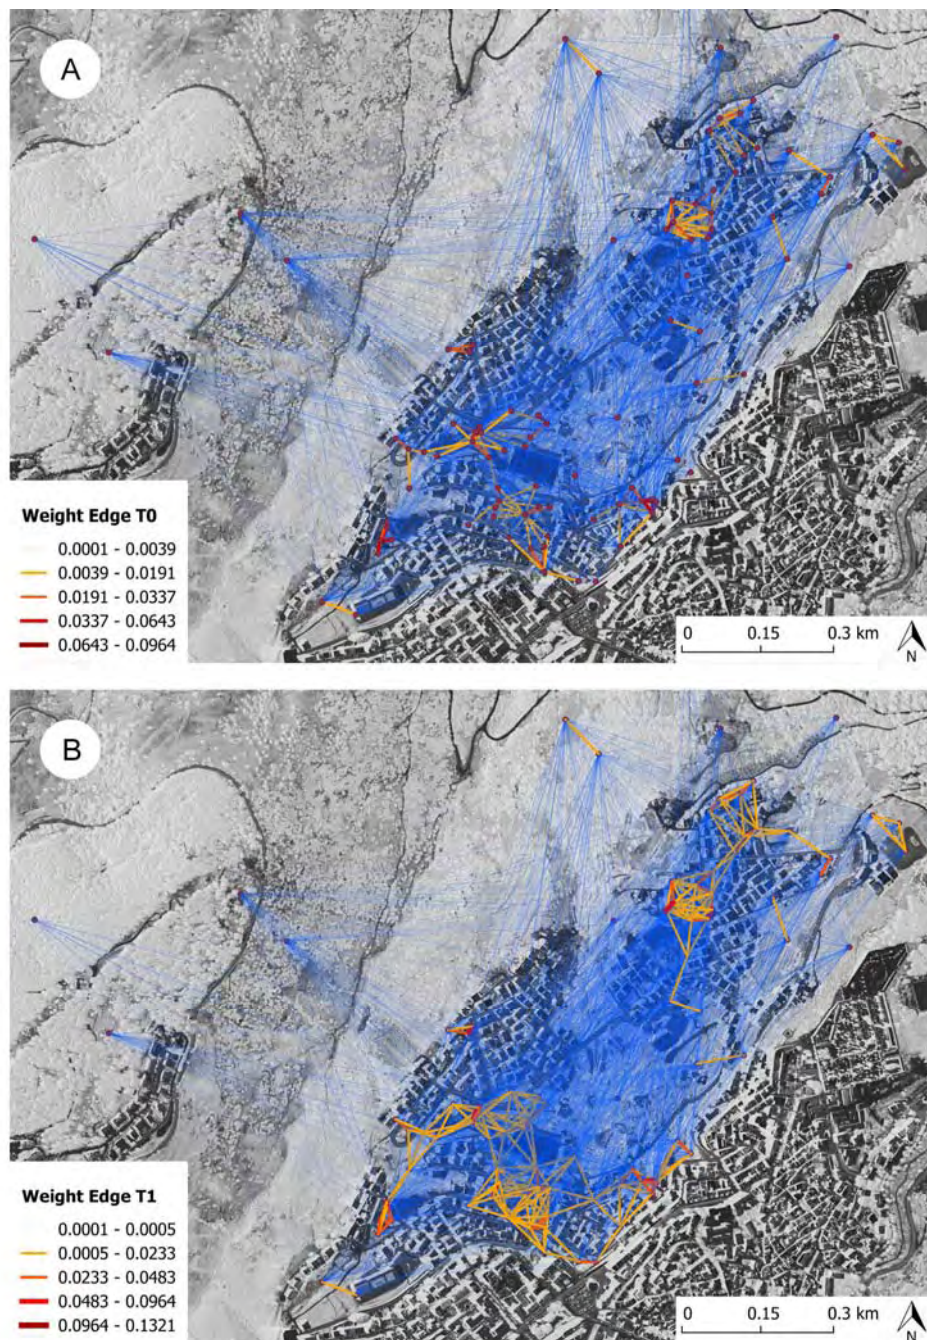 A
Weight Edge T0
0.0001 - 0.0039
0.0039 - 0.0191
0.0191 - 0.0337
0.0337 - 0.0643
0.0643 - 0.0964
0 0.15 0.3 km
N
B
Weight Edge T1
0.0001 - 0.0005
0.0005 - 0.0233
0.0233 - 0.0483
0.0483 - 0.0964
0.0964 - 0.1321
0 0.15 0.3 km
N